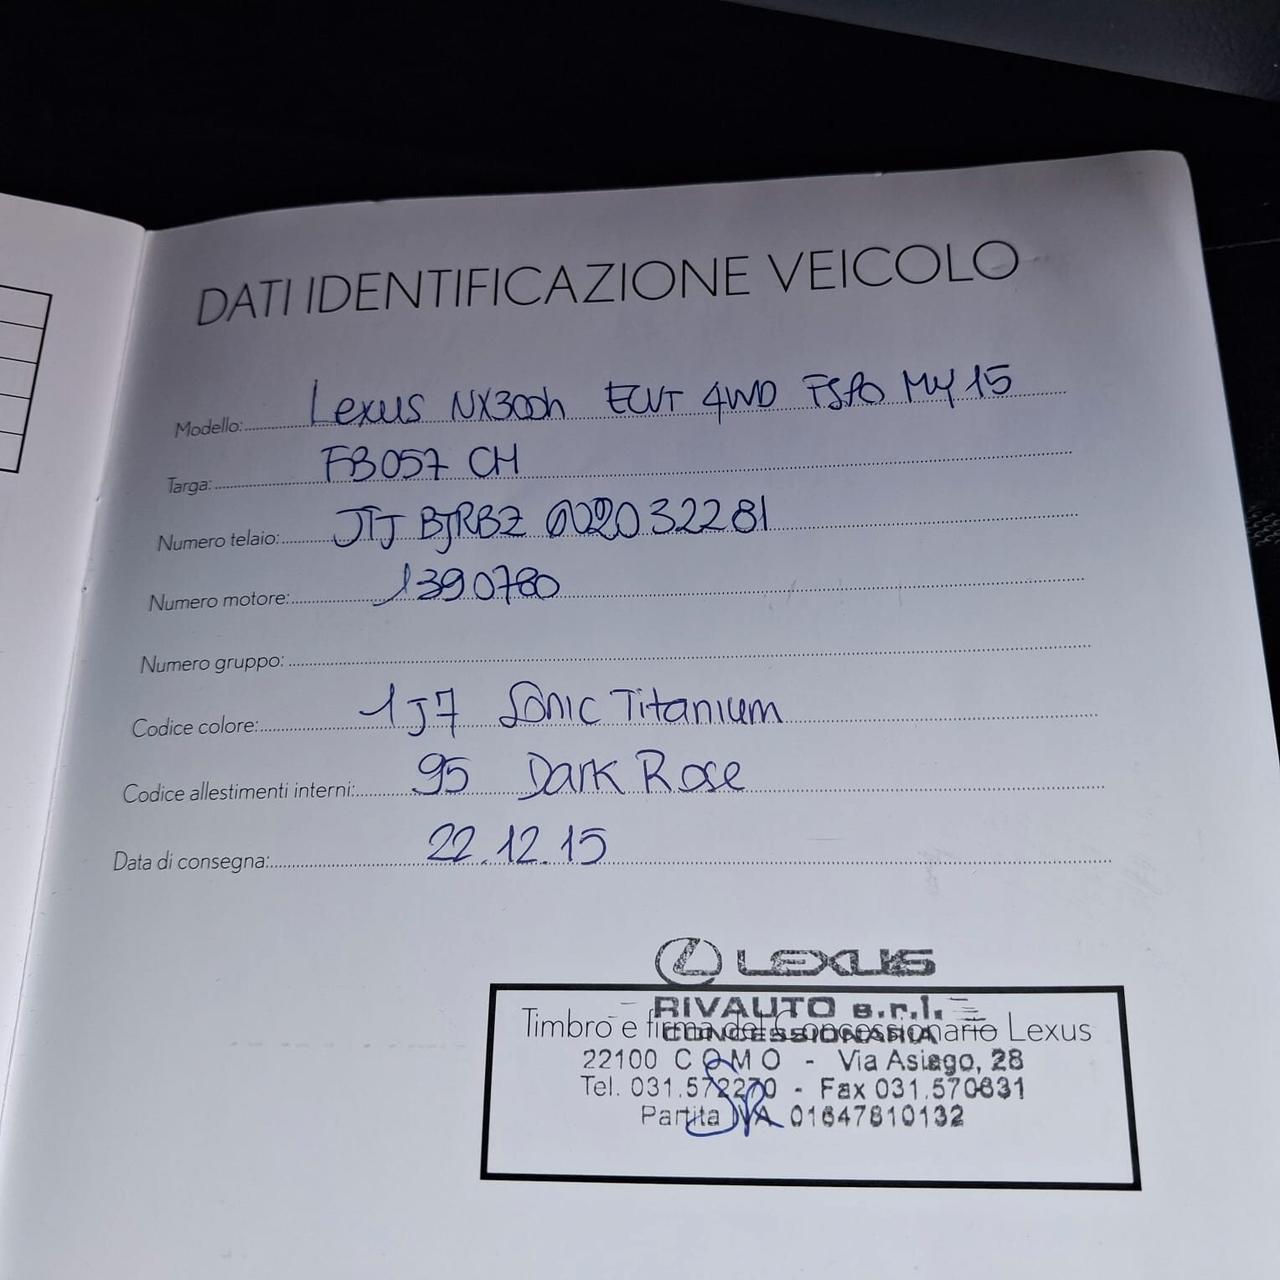 DATI IDENTIFICAZIONE VEICOLO
Modello: Lexus NX300h ECVT 4WD MY 15
Targa: FB057 CH
Numero telaio: JTJ BJRBZ 002032281
Numero motore: 1390780
Numero gruppo:
Codice colore: 1J7 Sonic Titanium
Codice allestimenti interni: 95 Dark Rose
Data di consegna: 22.12.15
LEXUS
RIVAUTO s.r.l.
Timbro e firma del Concessionario Lexus
CONCESSIONARIA
22100 COMO - Via Asiago, 28
Tel. 031.572270 - Fax 031.570631
Partita IVA 01647810132